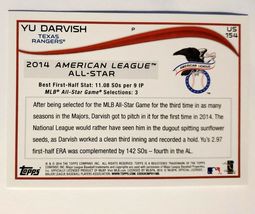 YU DARVISH
TEXAS
RANGERS®
P
US
154
2014 AMERICAN LEAGUE™
ALL-STAR
Best First-Half Stat: 11.08 SOs per 9 IP
MLB® All-Star Game® Selections: 3
After being selected for the MLB All-Star Game for the third time in as many
seasons in the Majors, Darvish got to pitch in it for the first time in 2014. The
National League would rather have seen him in the dugout spitting sunflower
seeds, as Darvish worked a clean third inning and recorded a hold. Yu's 2.97
first-half ERA was complemented by 142 SOs – fourth in the AL.
Topps